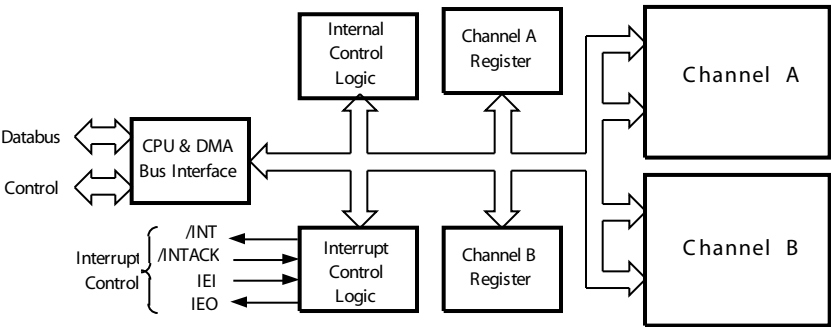 Internal
Control
Logic
Channel A
Register
Channel A
Databus
Control
CPU & DMA
Bus Interface
Interrupt
Control
/INT
/INTACK
IEI
IEO
Interrupt
Control
Logic
Channel B
Register
Channel B